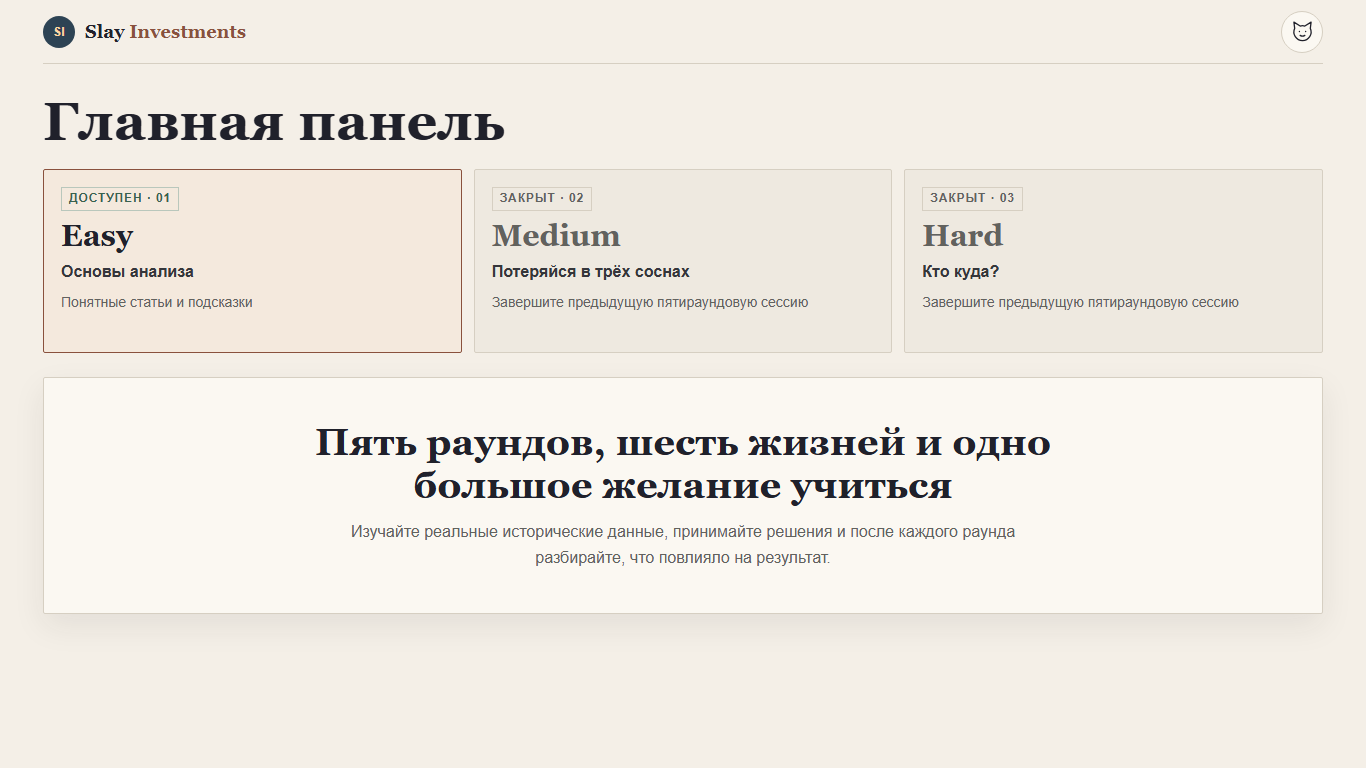 SI
Slay Investments
Главная панель
ДОСТУПЕН · 01
Easy
Основы анализа
Понятные статьи и подсказки
ЗАКРЫТ · 02
Medium
Потеряйся в трёх соснах
Завершите предыдущую пятираундовую сессию
ЗАКРЫТ · 03
Hard
Кто куда?
Завершите предыдущую пятираундовую сессию
Пять раундов, шесть жизней и одно
большое желание учиться
Изучайте реальные исторические данные, принимайте решения и после каждого раунда
разбирайте, что повлияло на результат.